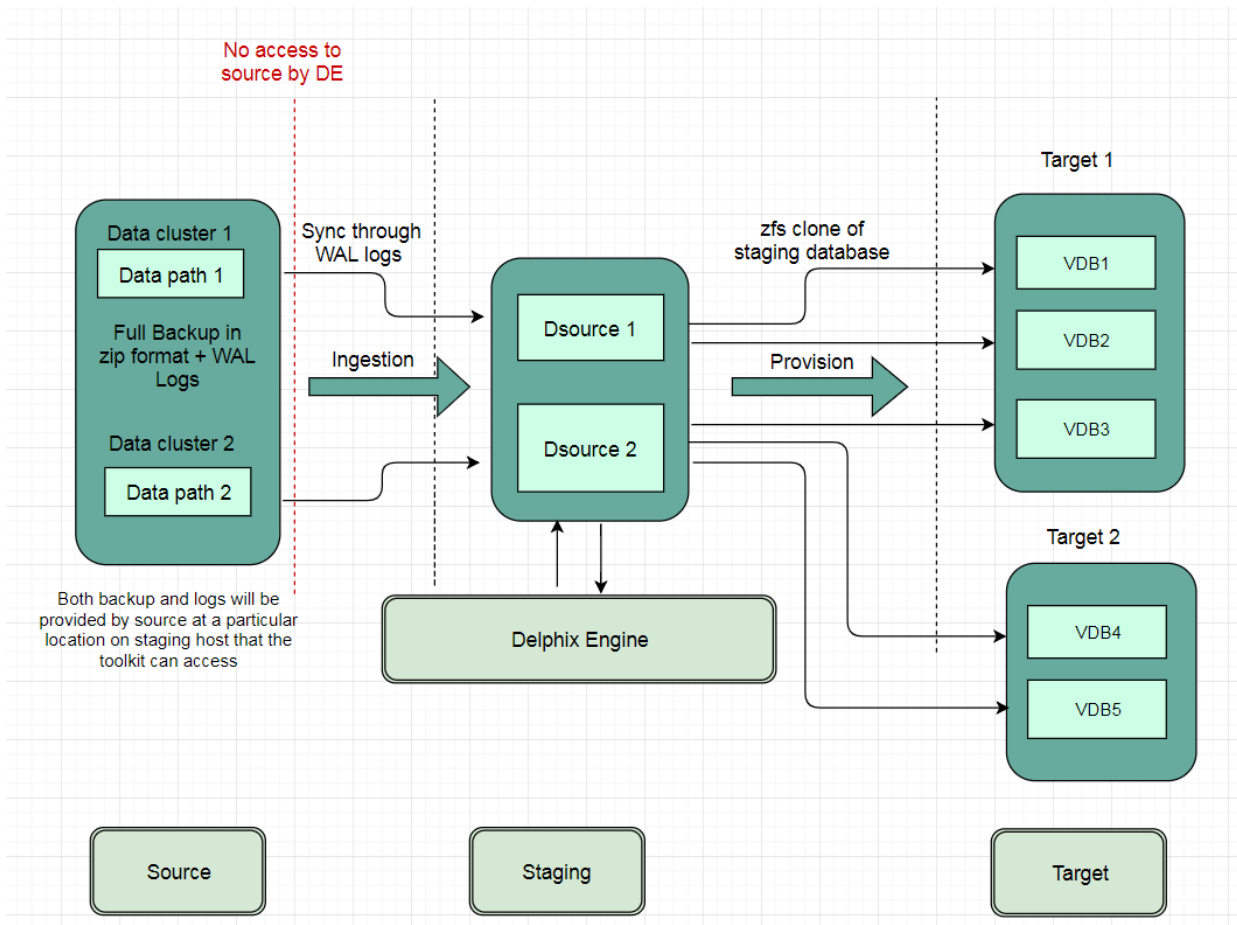 No access to
source by DE
Target 1
Data cluster 1
Data path 1
Full Backup in
zip format + WAL
Logs
Data cluster 2
Data path 2
Both backup and logs will be
provided by source at a particular
location on staging host that the
toolkit can access
Sync through
WAL logs
Ingestion
Dsource 1
Dsource 2
Delphix Engine
zfs clone of
staging database
Provision
VDB1
VDB2
VDB3
Target 2
VDB4
VDB5
Source
Staging
Target